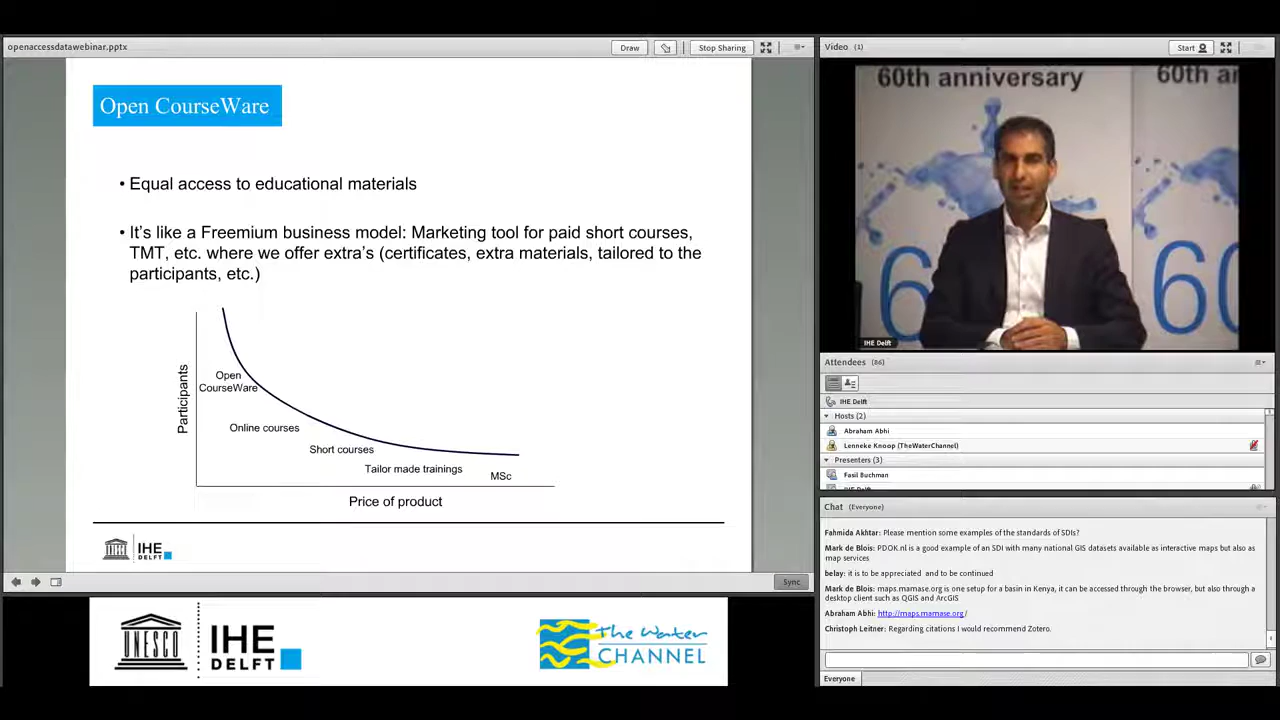 openaccessdatawebinar.pptx
Draw
Stop Sharing
Open CourseWare
• Equal access to educational materials
• It’s like a Freemium business model: Marketing tool for paid short courses,
TMT, etc. where we offer extra’s (certificates, extra materials, tailored to the
participants, etc.)
Participants
Open
CourseWare
Online courses
Short courses
Tailor made trainings
MSc
Price of product
IHE
DELFT
Sync
UNESCO
IHE
DELFT
The Water
CHANNEL
Video (1)
Start
60th anniversary
60th an
60
60
IHE Delft
Attendees (86)
IHE Delft
Hosts (2)
Abraham Abhi
Lenneke Knoop (TheWaterChannel)
Presenters (3)
Fasil Buchman
IHE Delft
Chat (Everyone)
Fahmida Akhtar: Please mention some examples of the standards of SDIs?
Mark de Blois: PDOK.nl is a good example of an SDI with many national GIS datasets available as interactive maps but also as
map services
belay: it is to be appreciated and to be continued
Mark de Blois: maps.mamase.org is one setup for a basin in Kenya, it can be accessed through the browser, but also through a
desktop client such as QGIS and ArcGIS
Abraham Abhi: http://maps.mamase.org/
Christoph Leitner: Regarding citations I would recommend Zotero.
Everyone